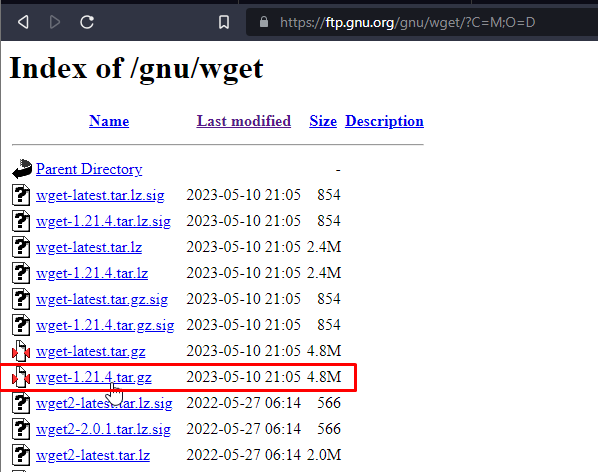 https://ftp.gnu.org/gnu/wget/?C=M;O=D
Index of /gnu/wget
Name Last modified Size Description
Parent Directory -
wget-latest.tar.lz.sig 2023-05-10 21:05 854
wget-1.21.4.tar.lz.sig 2023-05-10 21:05 854
wget-latest.tar.lz 2023-05-10 21:05 2.4M
wget-1.21.4.tar.lz 2023-05-10 21:05 2.4M
wget-latest.tar.gz.sig 2023-05-10 21:05 854
wget-1.21.4.tar.gz.sig 2023-05-10 21:05 854
wget-latest.tar.gz 2023-05-10 21:05 4.8M
wget-1.21.4.tar.gz 2023-05-10 21:05 4.8M
wget2-latest.tar.lz.sig 2022-05-27 06:14 566
wget2-2.0.1.tar.lz.sig 2022-05-27 06:14 566
wget2-latest.tar.lz 2022-05-27 06:14 2.0M